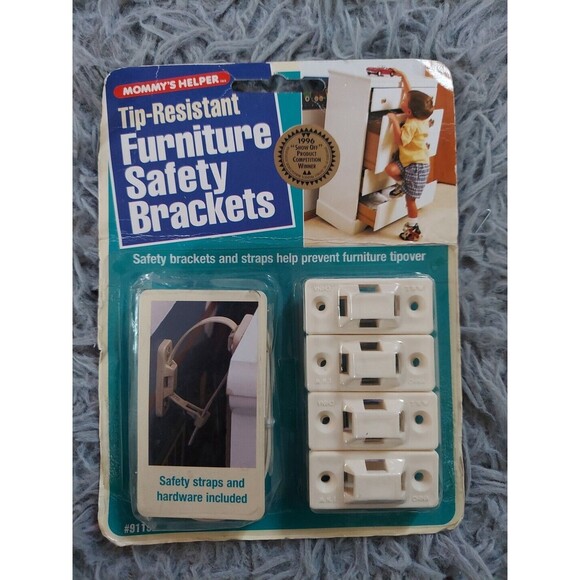 MOMMY'S HELPER
Tip-Resistant
Furniture
Safety
Brackets
1996
"SHOW OFF"
PRODUCT
COMPETITION
WINNER
Safety brackets and straps help prevent furniture tipover
Safety straps and
hardware included